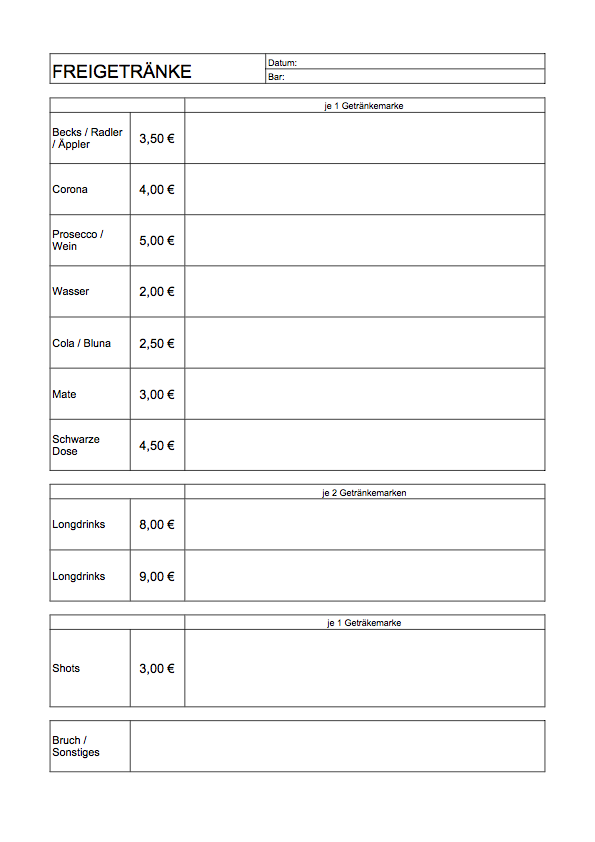 FREIGETRÄNKE
Datum:
Bar:
je 1 Getränkemarke
Becks / Radler
/ Äppler
3,50 €
Corona
4,00 €
Prosecco /
Wein
5,00 €
Wasser
2,00 €
Cola / Bluna
2,50 €
Mate
3,00 €
Schwarze
Dose
4,50 €
je 2 Getränkemarken
Longdrinks
8,00 €
Longdrinks
9,00 €
je 1 Geträkemarke
Shots
3,00 €
Bruch /
Sonstiges